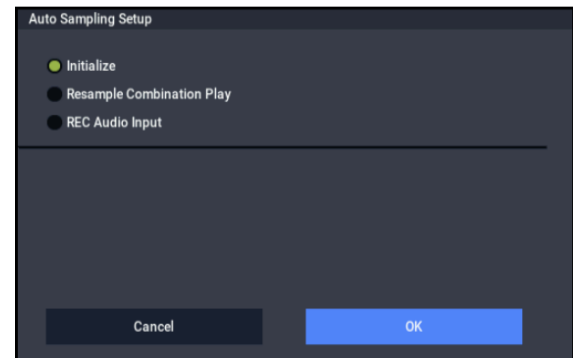 Auto Sampling Setup
Initialize
Resample Combination Play
REC Audio Input
Cancel
OK